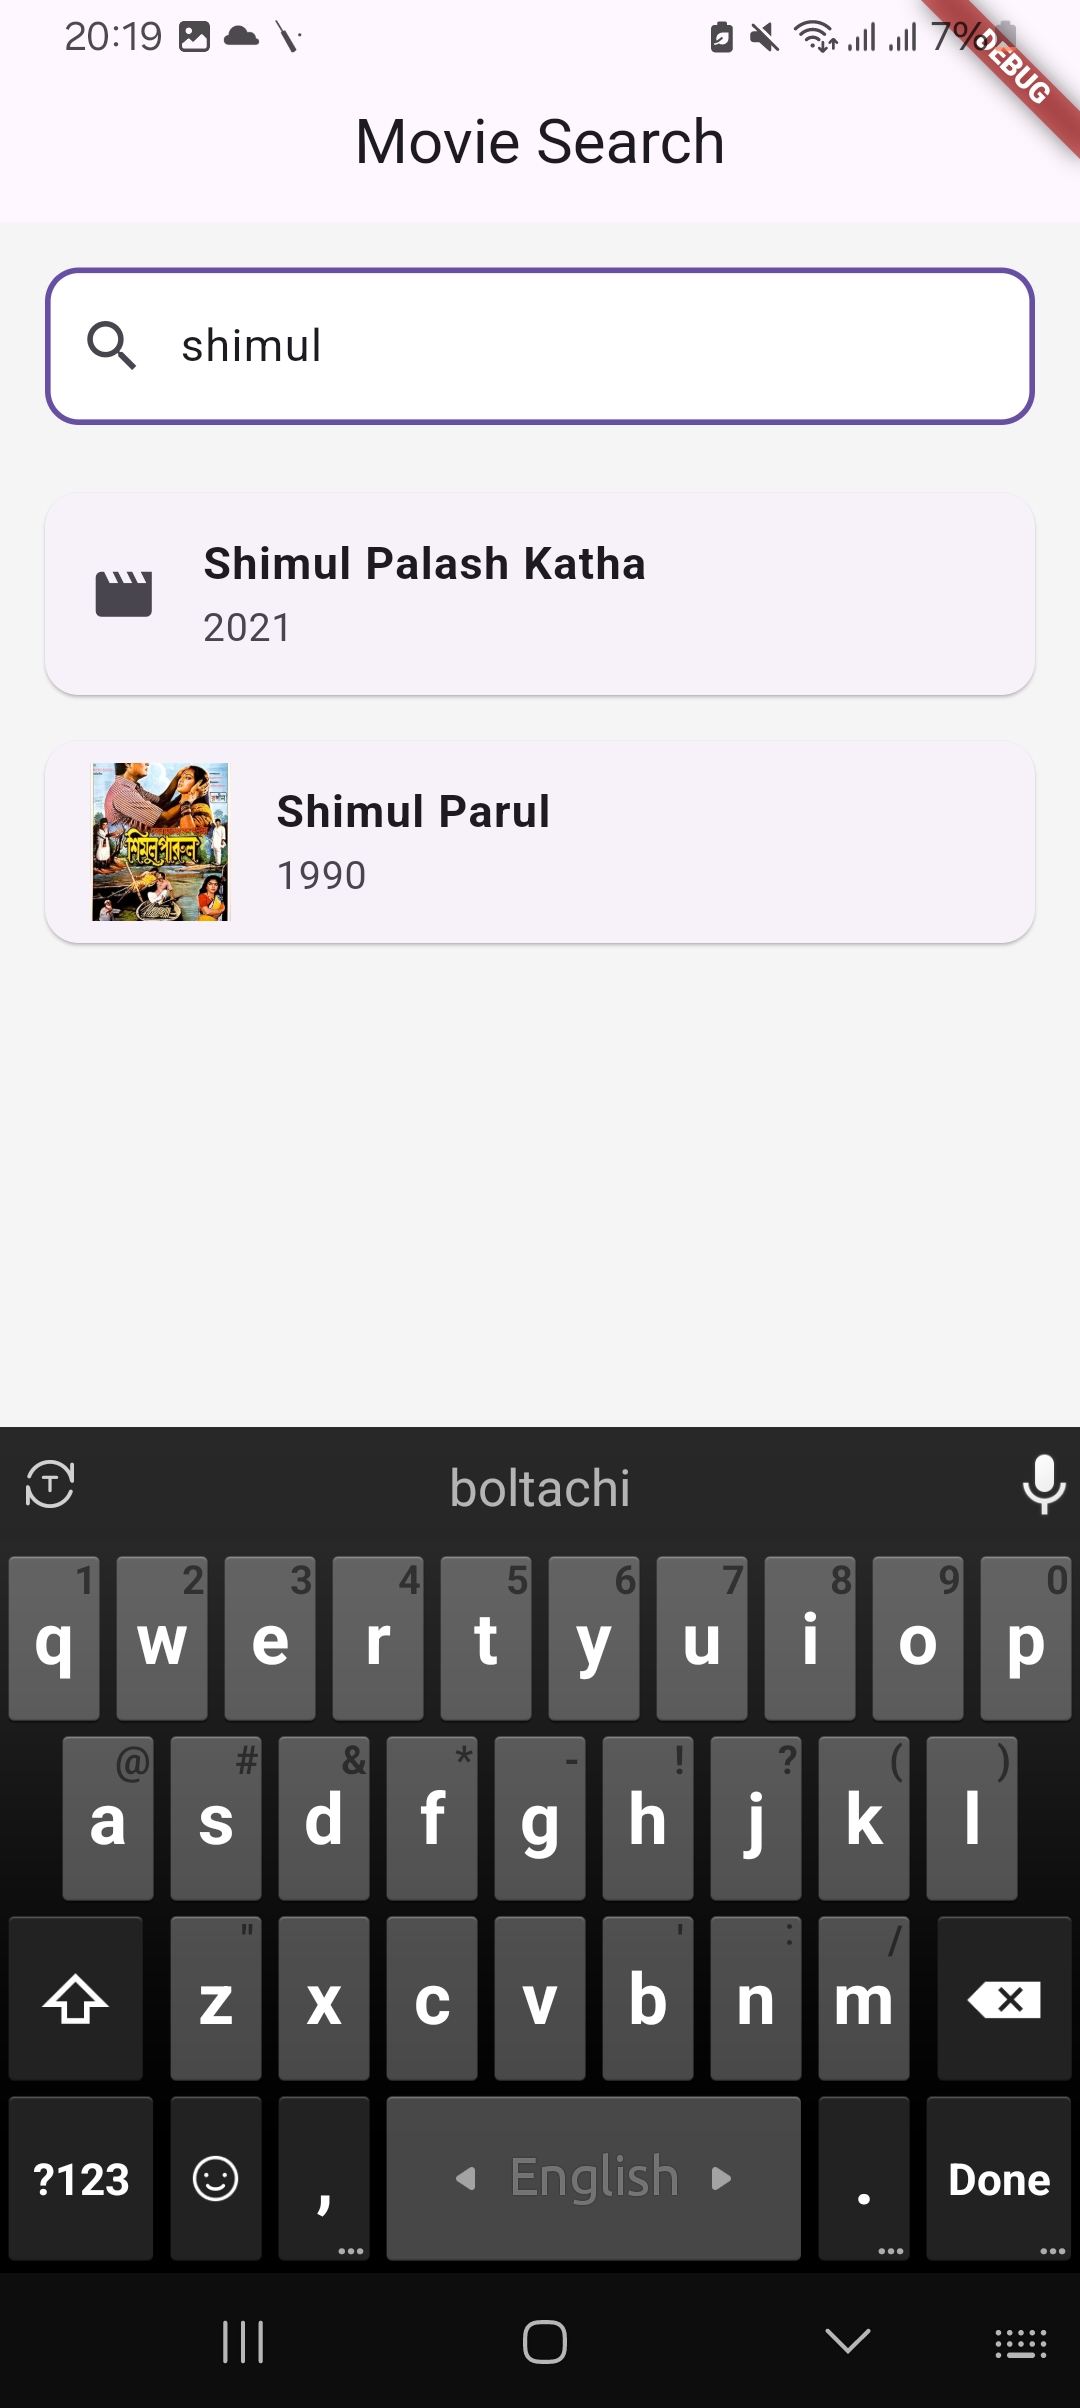 20:19
7%
DEBUG
Movie Search
shimul
Shimul Palash Katha
2021
শিমুল পারুল
Shimul Parul
1990
boltachi
1 2 3 4 5 6 7 8 9 0
q w e r t y u i o p
@ # & * - ! ? ( )
a s d f g h j k l
" ' : /
z x c v b n m
?123 , English . Done